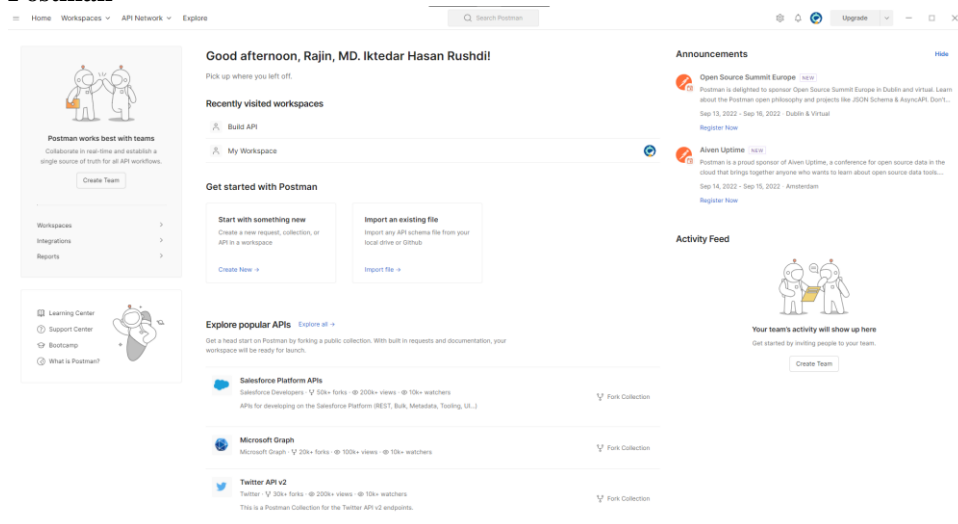 Postman
Home Workspaces API Network Explore
Search Postman
Upgrade
Postman works best with teams
Collaborate in real-time and establish a
single source of truth for all API workflows.
Create Team
Workspaces
Integrations
Reports
Learning Center
Support Center
Bootcamp
What is Postman?
Good afternoon, Rajin, MD. Iktedar Hasan Rushdi!
Pick up where you left off.
Recently visited workspaces
Build API
My Workspace
Get started with Postman
Start with something new
Create a new request, collection, or
API in a workspace
Create New →
Import an existing file
Import any API schema file from your
local drive or Github
Import file →
Explore popular APIs Explore all →
Get a head start on Postman by forking a public collection. With built in requests and documentation, your
workspace will be ready for launch.
Salesforce Platform APIs
Salesforce Developers · 50k+ forks · 200k+ views · 10k+ watchers
APIs for developing on the Salesforce Platform (REST, Bulk, Metadata, Tooling, UI...)
Fork Collection
Microsoft Graph
Microsoft Graph · 20k+ forks · 100k+ views · 10k+ watchers
Fork Collection
Twitter API v2
Twitter · 30k+ forks · 200k+ views · 10k+ watchers
This is a Postman Collection for the Twitter API v2 endpoints.
Fork Collection
Announcements Hide
Open Source Summit Europe NEW
Postman is delighted to sponsor Open Source Summit Europe in Dublin and virtual. Learn
about the Postman open philosophy and projects like JSON Schema & AsyncAPI. Don't...
Sep 13, 2022 - Sep 16, 2022 · Dublin & Virtual
Register Now
Aiven Uptime NEW
Postman is a proud sponsor of Aiven Uptime, a conference for open source data in the
cloud that brings together anyone who wants to learn about open source data tools....
Sep 14, 2022 - Sep 15, 2022 · Amsterdam
Register Now
Activity Feed
Your team's activity will show up here
Get started by inviting people to your team.
Create Team